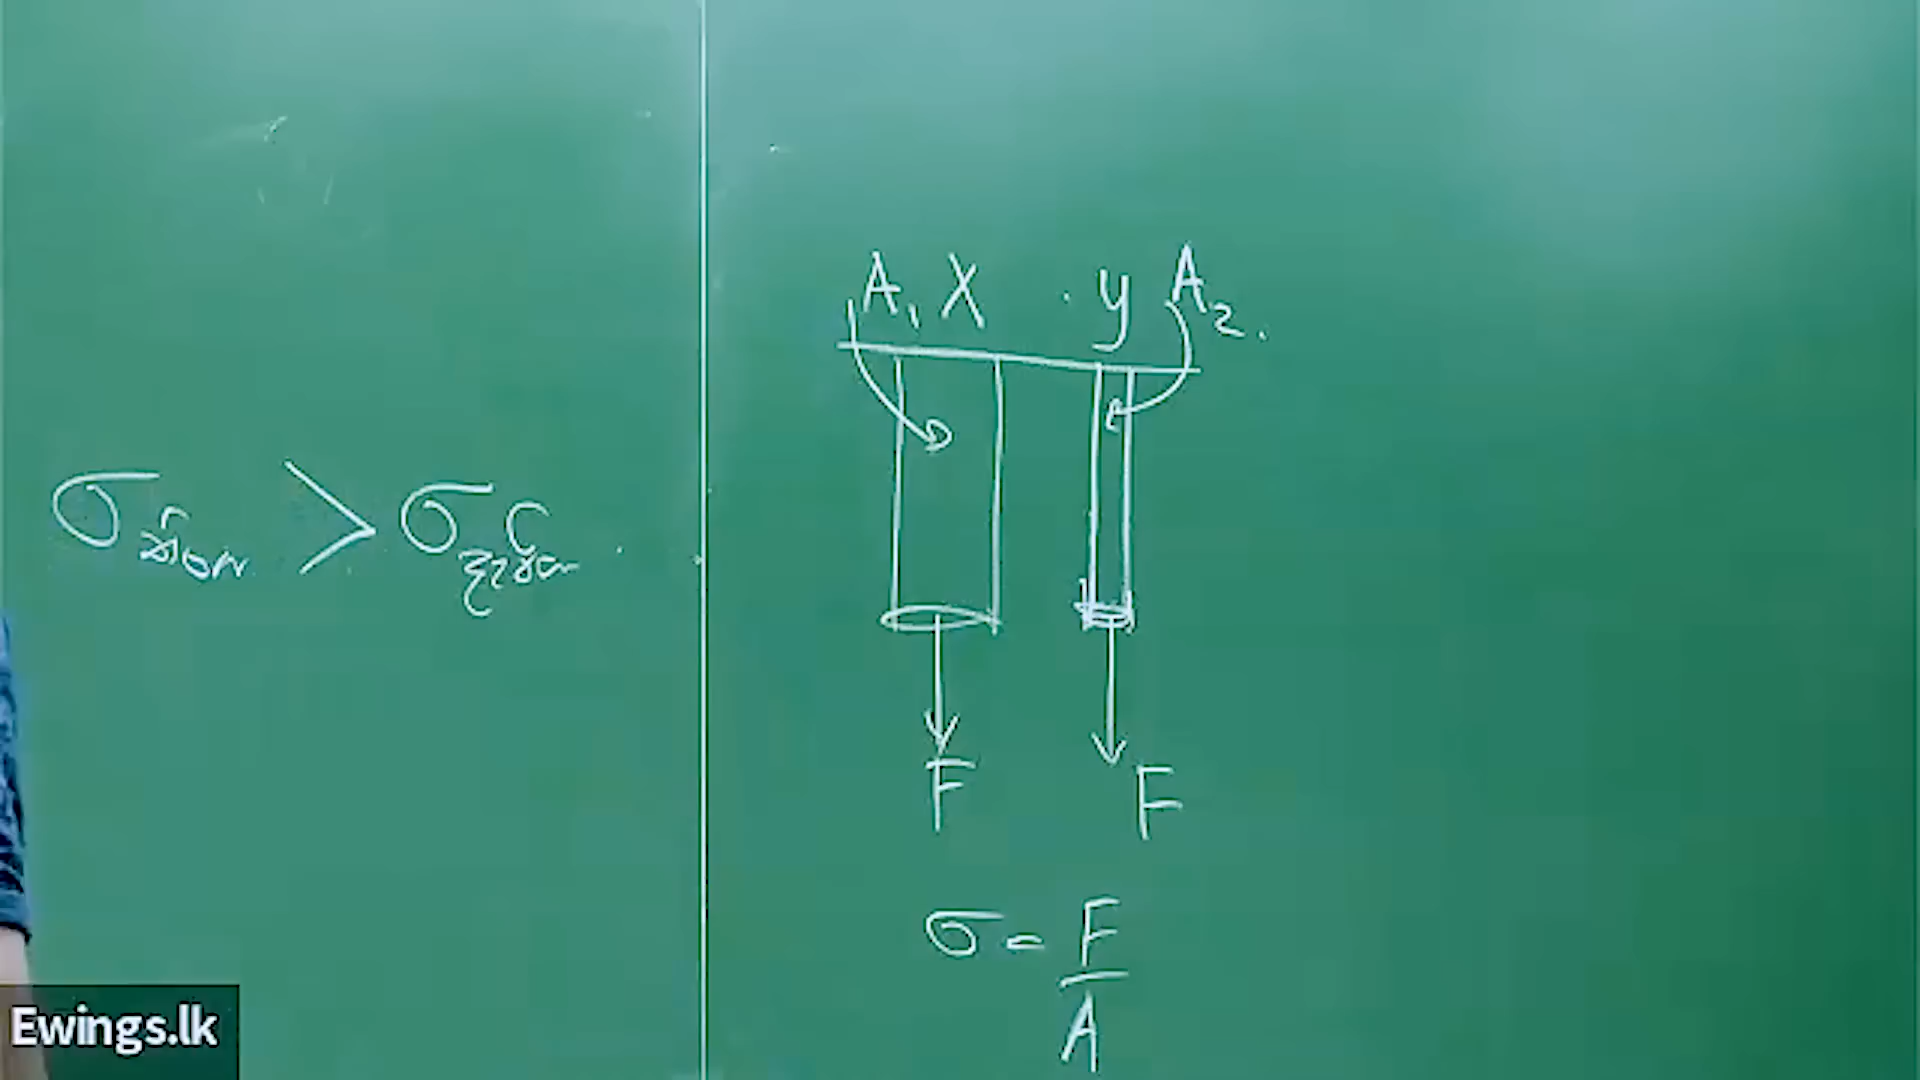 σ > σ
A₁ X y A₂
F F
σ = F/A
Ewings.lk